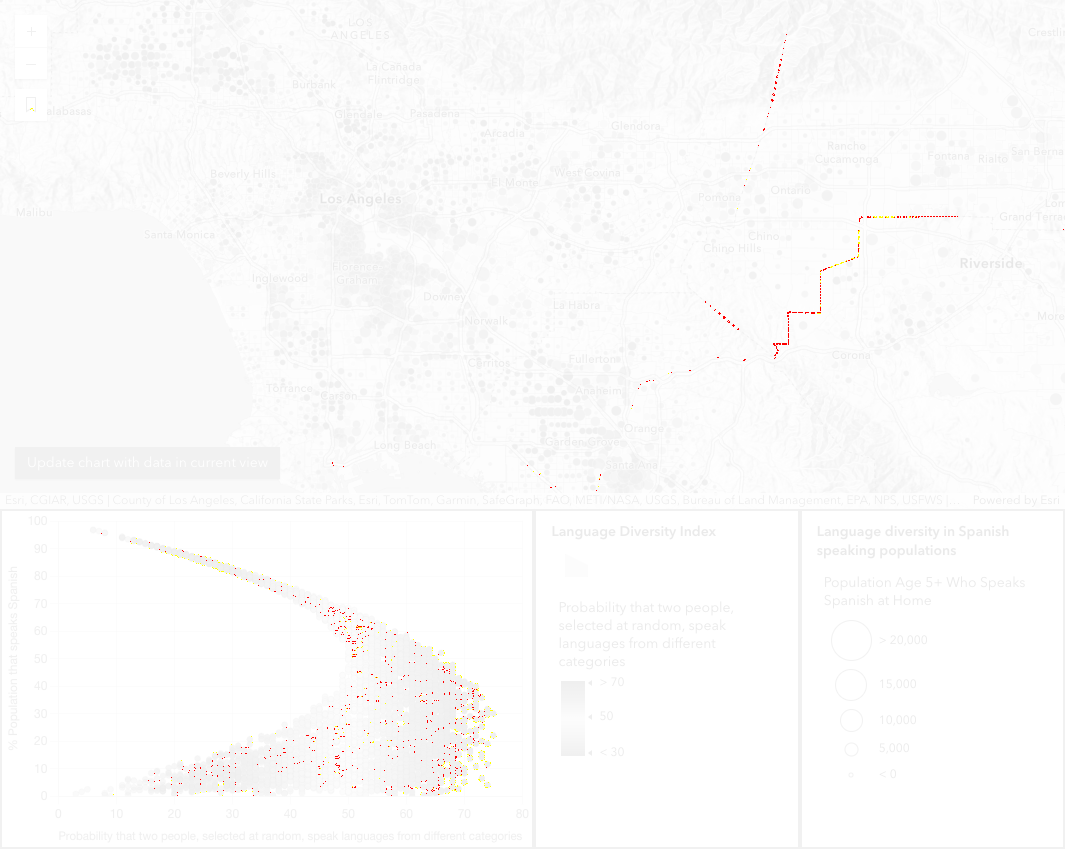 +
LOS
ANGELES
Crestli
La Cañada
Flintridge
–
Burbank
alabasas
Glendale
Pasadena
Arcadia
Glendora
Rancho
Cucamonga
Fontana
Rialto
San Berna
Beverly Hills
El Monte
West Covina
Pomona
Ontario
Los Angeles
Malibu
Santa Monica
Chino
Chino Hills
Lom
Grand Terrac
Riverside
Inglewood
Florence-
Graham
Downey
La Habra
Norwalk
More
Cerritos
Fullerton
Corona
Torrance
Carson
Anaheim
Orange
Long Beach
Garden Grove
Santa Ana
Update chart with data in current view
Esri, CGIAR, USGS | County of Los Angeles, California State Parks, Esri, TomTom, Garmin, SafeGraph, FAO, METI/NASA, USGS, Bureau of Land Management, EPA, NPS, USFWS |...
Powered by Esri
100
90
80
70
60
50
40
30
20
10
0
% Population that speaks Spanish
0 10 20 30 40 50 60 70 80
Probability that two people, selected at random, speak languages from different categories
Language Diversity Index
Probability that two people,
selected at random, speak
languages from different
categories
> 70
50
< 30
Language diversity in Spanish
speaking populations
Population Age 5+ Who Speaks
Spanish at Home
> 20,000
15,000
10,000
5,000
< 0